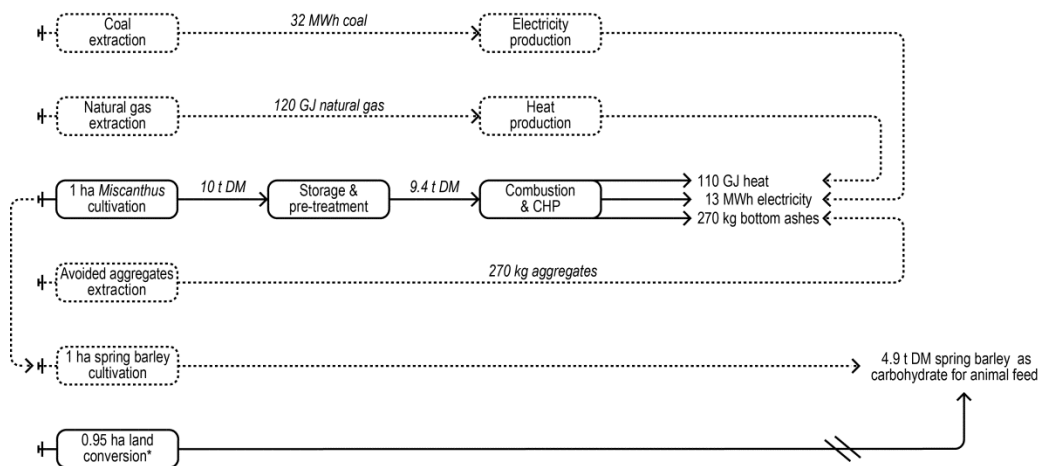 Coal
extraction
32 MWh coal
Electricity
production
Natural gas
extraction
120 GJ natural gas
Heat
production
1 ha Miscanthus
cultivation
10 t DM
Storage &
pre-treatment
9.4 t DM
Combustion
& CHP
110 GJ heat
13 MWh electricity
270 kg bottom ashes
Avoided aggregates
extraction
270 kg aggregates
1 ha spring barley
cultivation
4.9 t DM spring barley as
carbohydrate for animal feed
0.95 ha land
conversion*